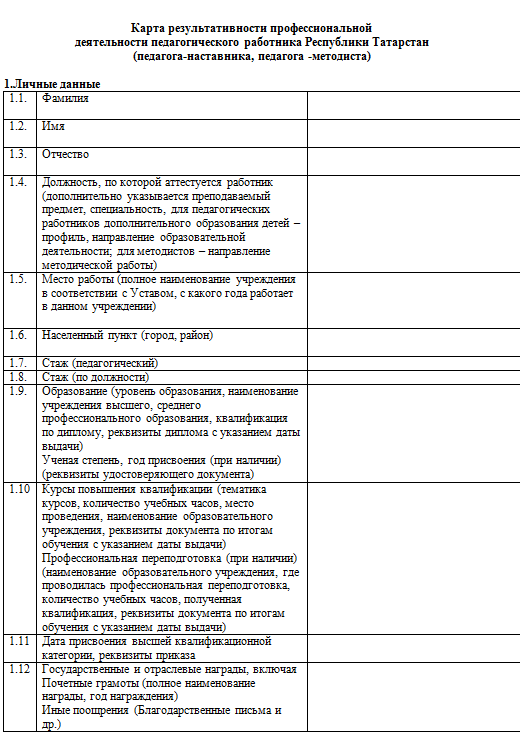 Карта результативности профессиональной
деятельности педагогического работника Республики Татарстан
(педагога-наставника, педагога -методиста)
1.Личные данные
1.1. Фамилия
1.2. Имя
1.3. Отчество
1.4. Должность, по которой аттестуется работник
(дополнительно указывается преподаваемый
предмет, специальность, для педагогических
работников дополнительного образования детей –
профиль, направление образовательной
деятельности; для методистов – направление
методической работы)
1.5. Место работы (полное наименование учреждения
в соответствии с Уставом, с какого года работает
в данном учреждении)
1.6. Населенный пункт (город, район)
1.7. Стаж (педагогический)
1.8. Стаж (по должности)
1.9. Образование (уровень образования, наименование
учреждения высшего, среднего
профессионального образования, квалификация
по диплому, реквизиты диплома с указанием даты
выдачи)
Ученая степень, год присвоения (при наличии)
(реквизиты удостоверяющего документа)
1.10 Курсы повышения квалификации (тематика
курсов, количество учебных часов, место
проведения, наименование образовательного
учреждения, реквизиты документа по итогам
обучения с указанием даты выдачи)
Профессиональная переподготовка (при наличии)
(наименование образовательного учреждения, где
проводилась профессиональная переподготовка,
количество учебных часов, полученная
квалификация, реквизиты документа по итогам
обучения с указанием даты выдачи)
1.11 Дата присвоения высшей квалификационной
категории, реквизиты приказа
1.12 Государственные и отраслевые награды, включая
Почетные грамоты (полное наименование
награды, год награждения)
Иные поощрения (Благодарственные письма и
др.)